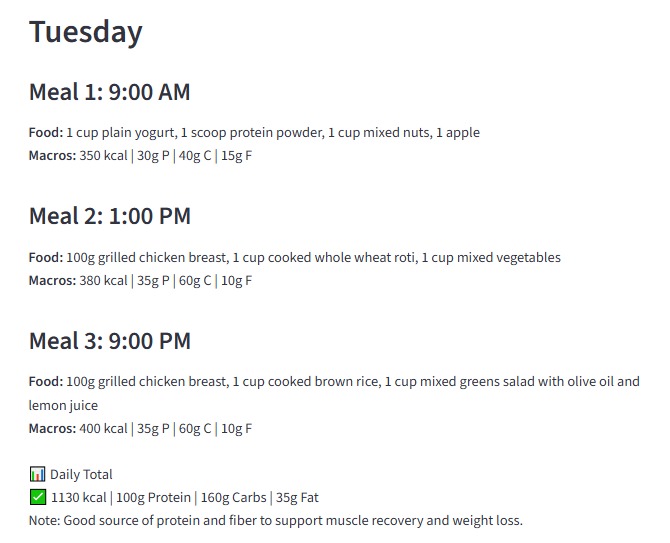 Tuesday
Meal 1: 9:00 AM
Food: 1 cup plain yogurt, 1 scoop protein powder, 1 cup mixed nuts, 1 apple
Macros: 350 kcal | 30g P | 40g C | 15g F
Meal 2: 1:00 PM
Food: 100g grilled chicken breast, 1 cup cooked whole wheat roti, 1 cup mixed vegetables
Macros: 380 kcal | 35g P | 60g C | 10g F
Meal 3: 9:00 PM
Food: 100g grilled chicken breast, 1 cup cooked brown rice, 1 cup mixed greens salad with olive oil and
lemon juice
Macros: 400 kcal | 35g P | 60g C | 10g F
📊 Daily Total
✅ 1130 kcal | 100g Protein | 160g Carbs | 35g Fat
Note: Good source of protein and fiber to support muscle recovery and weight loss.